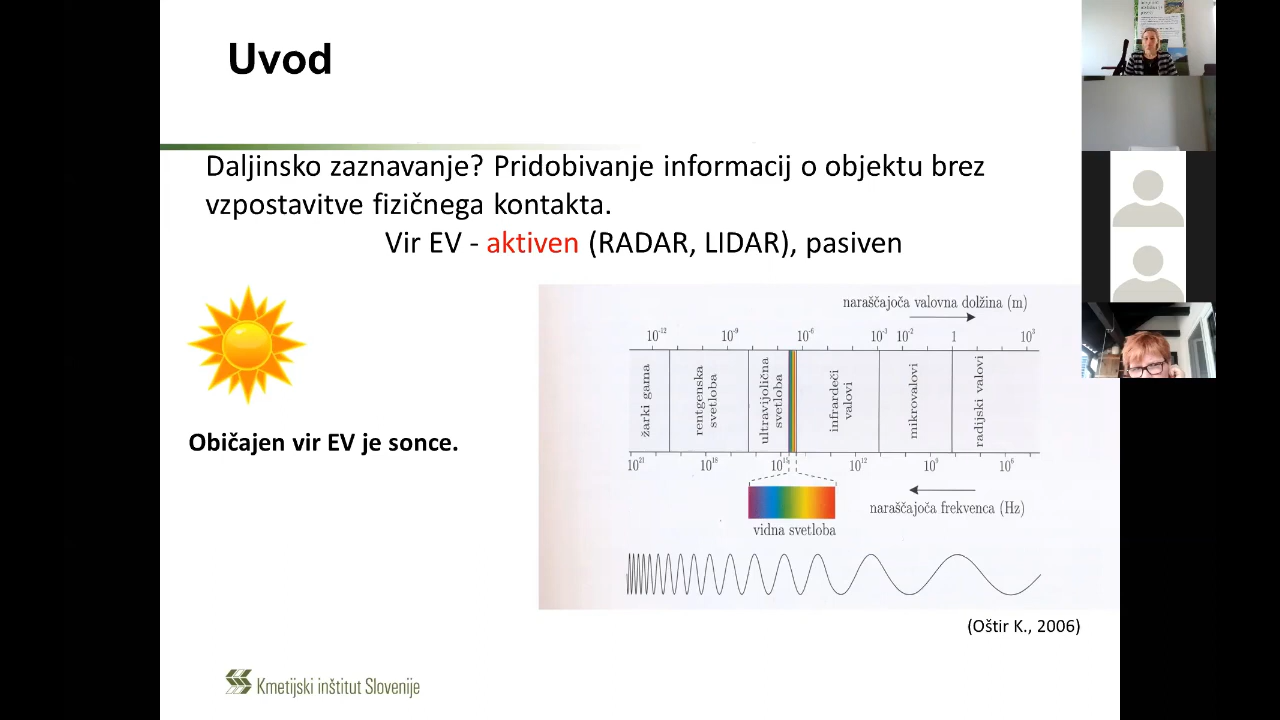 Uvod
Daljinsko zaznavanje? Pridobivanje informacij o objektu brez
vzpostavitve fizičnega kontakta.
Vir EV - aktiven (RADAR, LIDAR), pasiven
Običajen vir EV je sonce.
naraščajoča valovna dolžina (m)
10⁻¹² 10⁻⁹ 10⁻⁶ 10⁻³ 10⁻² 1 10³
žarki gama
rentgenska
svetloba
ultravijolična
svetloba
infrardeči
valovi
mikrovalovi
radijski valovi
10²¹ 10¹⁸ 10¹⁵ 10¹² 10⁹ 10⁶
naraščajoča frekvenca (Hz)
vidna svetloba
(Oštir K., 2006)
Kmetijski inštitut Slovenije